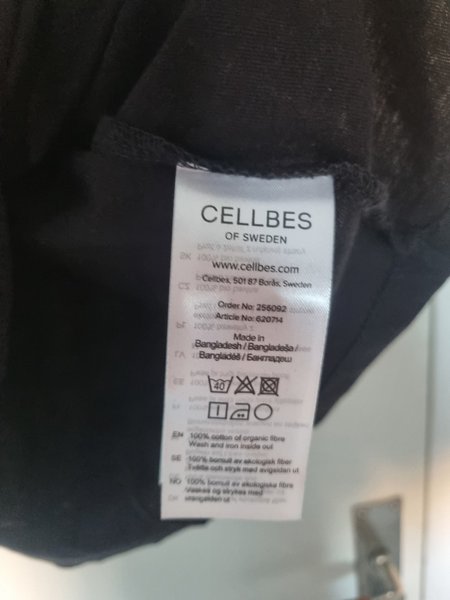 CELLBES
OF SWEDEN
www.cellbes.com
Cellbes, 501 87 Borås, Sweden
Order No: 256092
Article No: 620714
Made in
Bangladesh / Bangladeša /
Bangladéš / Бангладеш
40
EN 100% cotton of organic fibre
Wash and iron inside out
SE 100% bomull av ekologisk fiber
Tvätta och stryk med avigsidan ut
NO 100% bomull av økologiske fibre
Vaskes og strykes med
vrangsiden ut